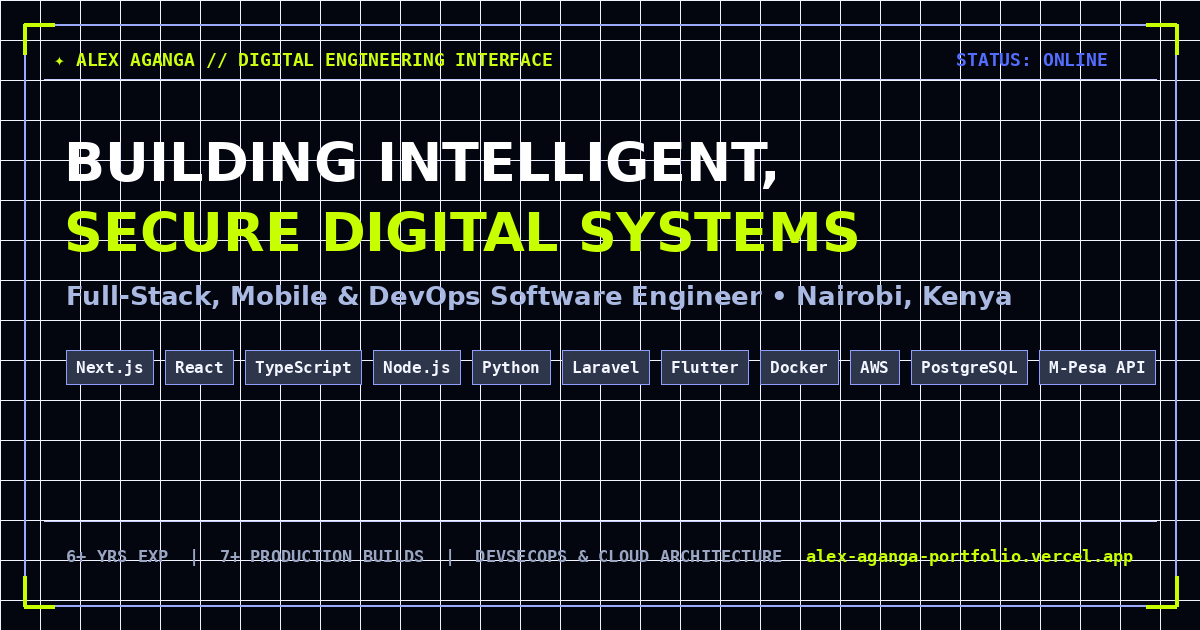 ✦ ALEX AGANGA // DIGITAL ENGINEERING INTERFACE STATUS: ONLINE
BUILDING INTELLIGENT,
SECURE DIGITAL SYSTEMS
Full-Stack, Mobile & DevOps Software Engineer • Nairobi, Kenya
Next.js React TypeScript Node.js Python Laravel Flutter Docker AWS PostgreSQL M-Pesa API
6+ YRS EXP | 7+ PRODUCTION BUILDS | DEVSECOPS & CLOUD ARCHITECTURE alex-aganga-portfolio.vercel.app